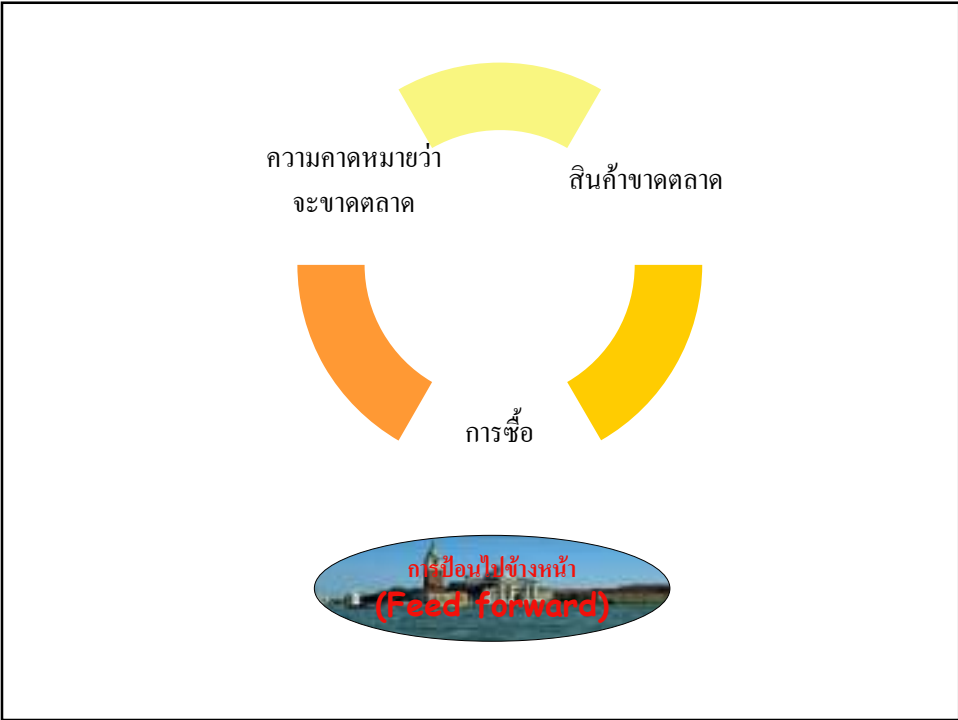 ความคาดหมายว่า
จะขาดตลาด
สินค้าขาดตลาด
การซื้อ
การป้อนไปข้างหน้า
(Feed forward)